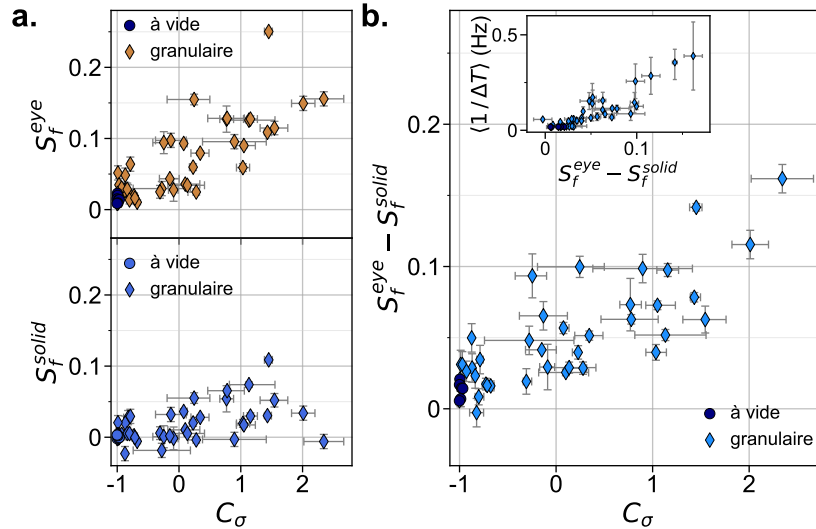 a.
à vide
granulaire
S_f^{eye}
0.2
0.1
0
à vide
granulaire
S_f^{solid}
0.2
0.1
0
-1 0 1 2
C_σ
b.
⟨1/ΔT⟩ (Hz)
0.5
0
0 0.1
S_f^{eye} − S_f^{solid}
S_f^{eye} − S_f^{solid}
0.2
0.1
0
à vide
granulaire
-1 0 1 2
C_σ